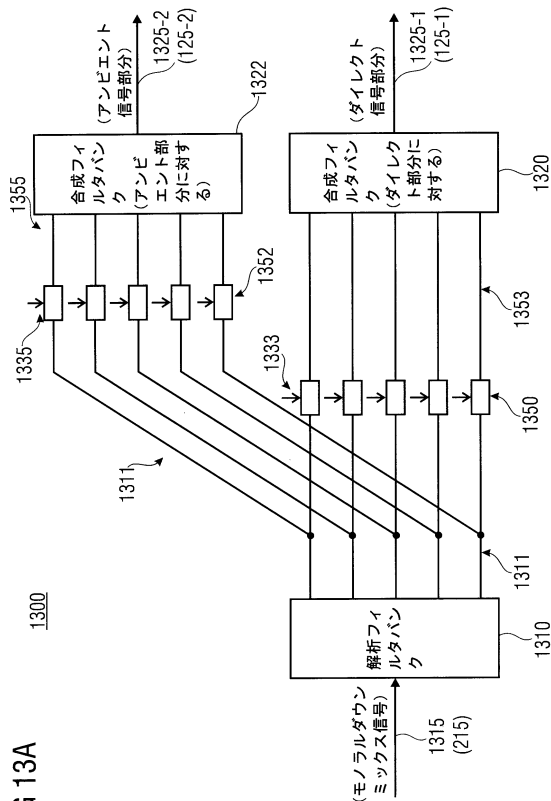 G 13A
1300
(モノラルダウン
ミックス信号)
1315
(215)
解析フィ
ルタバン
ク
1310
1311
1311
1333
1350
1353
合成フィ
ルタバン
ク
(ダイレク
ト部分に
対する)
1320
(ダイレクト
信号部分)
1325-1
(125-1)
1335
1352
1355
合成フィ
ルタバン
ク
(アンビ
エント部
分に対す
る)
1322
(アンビエント
信号部分)
1325-2
(125-2)